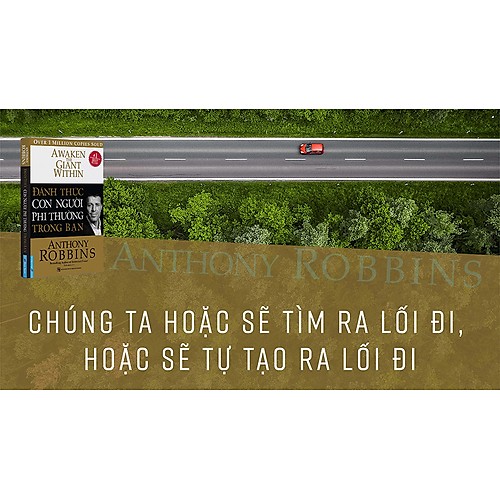 OVER 1 MILLION COPIES SOLD
AWAKEN
THE
GIANT
WITHIN
ĐÁNH THỨC
CON NGƯỜI
PHI THƯỜNG
TRONG BẠN
ANTHONY
ROBBINS
ANTHONY ROBBINS
CHÚNG TA HOẶC SẼ TÌM RA LỐI ĐI,
HOẶC SẼ TỰ TẠO RA LỐI ĐI